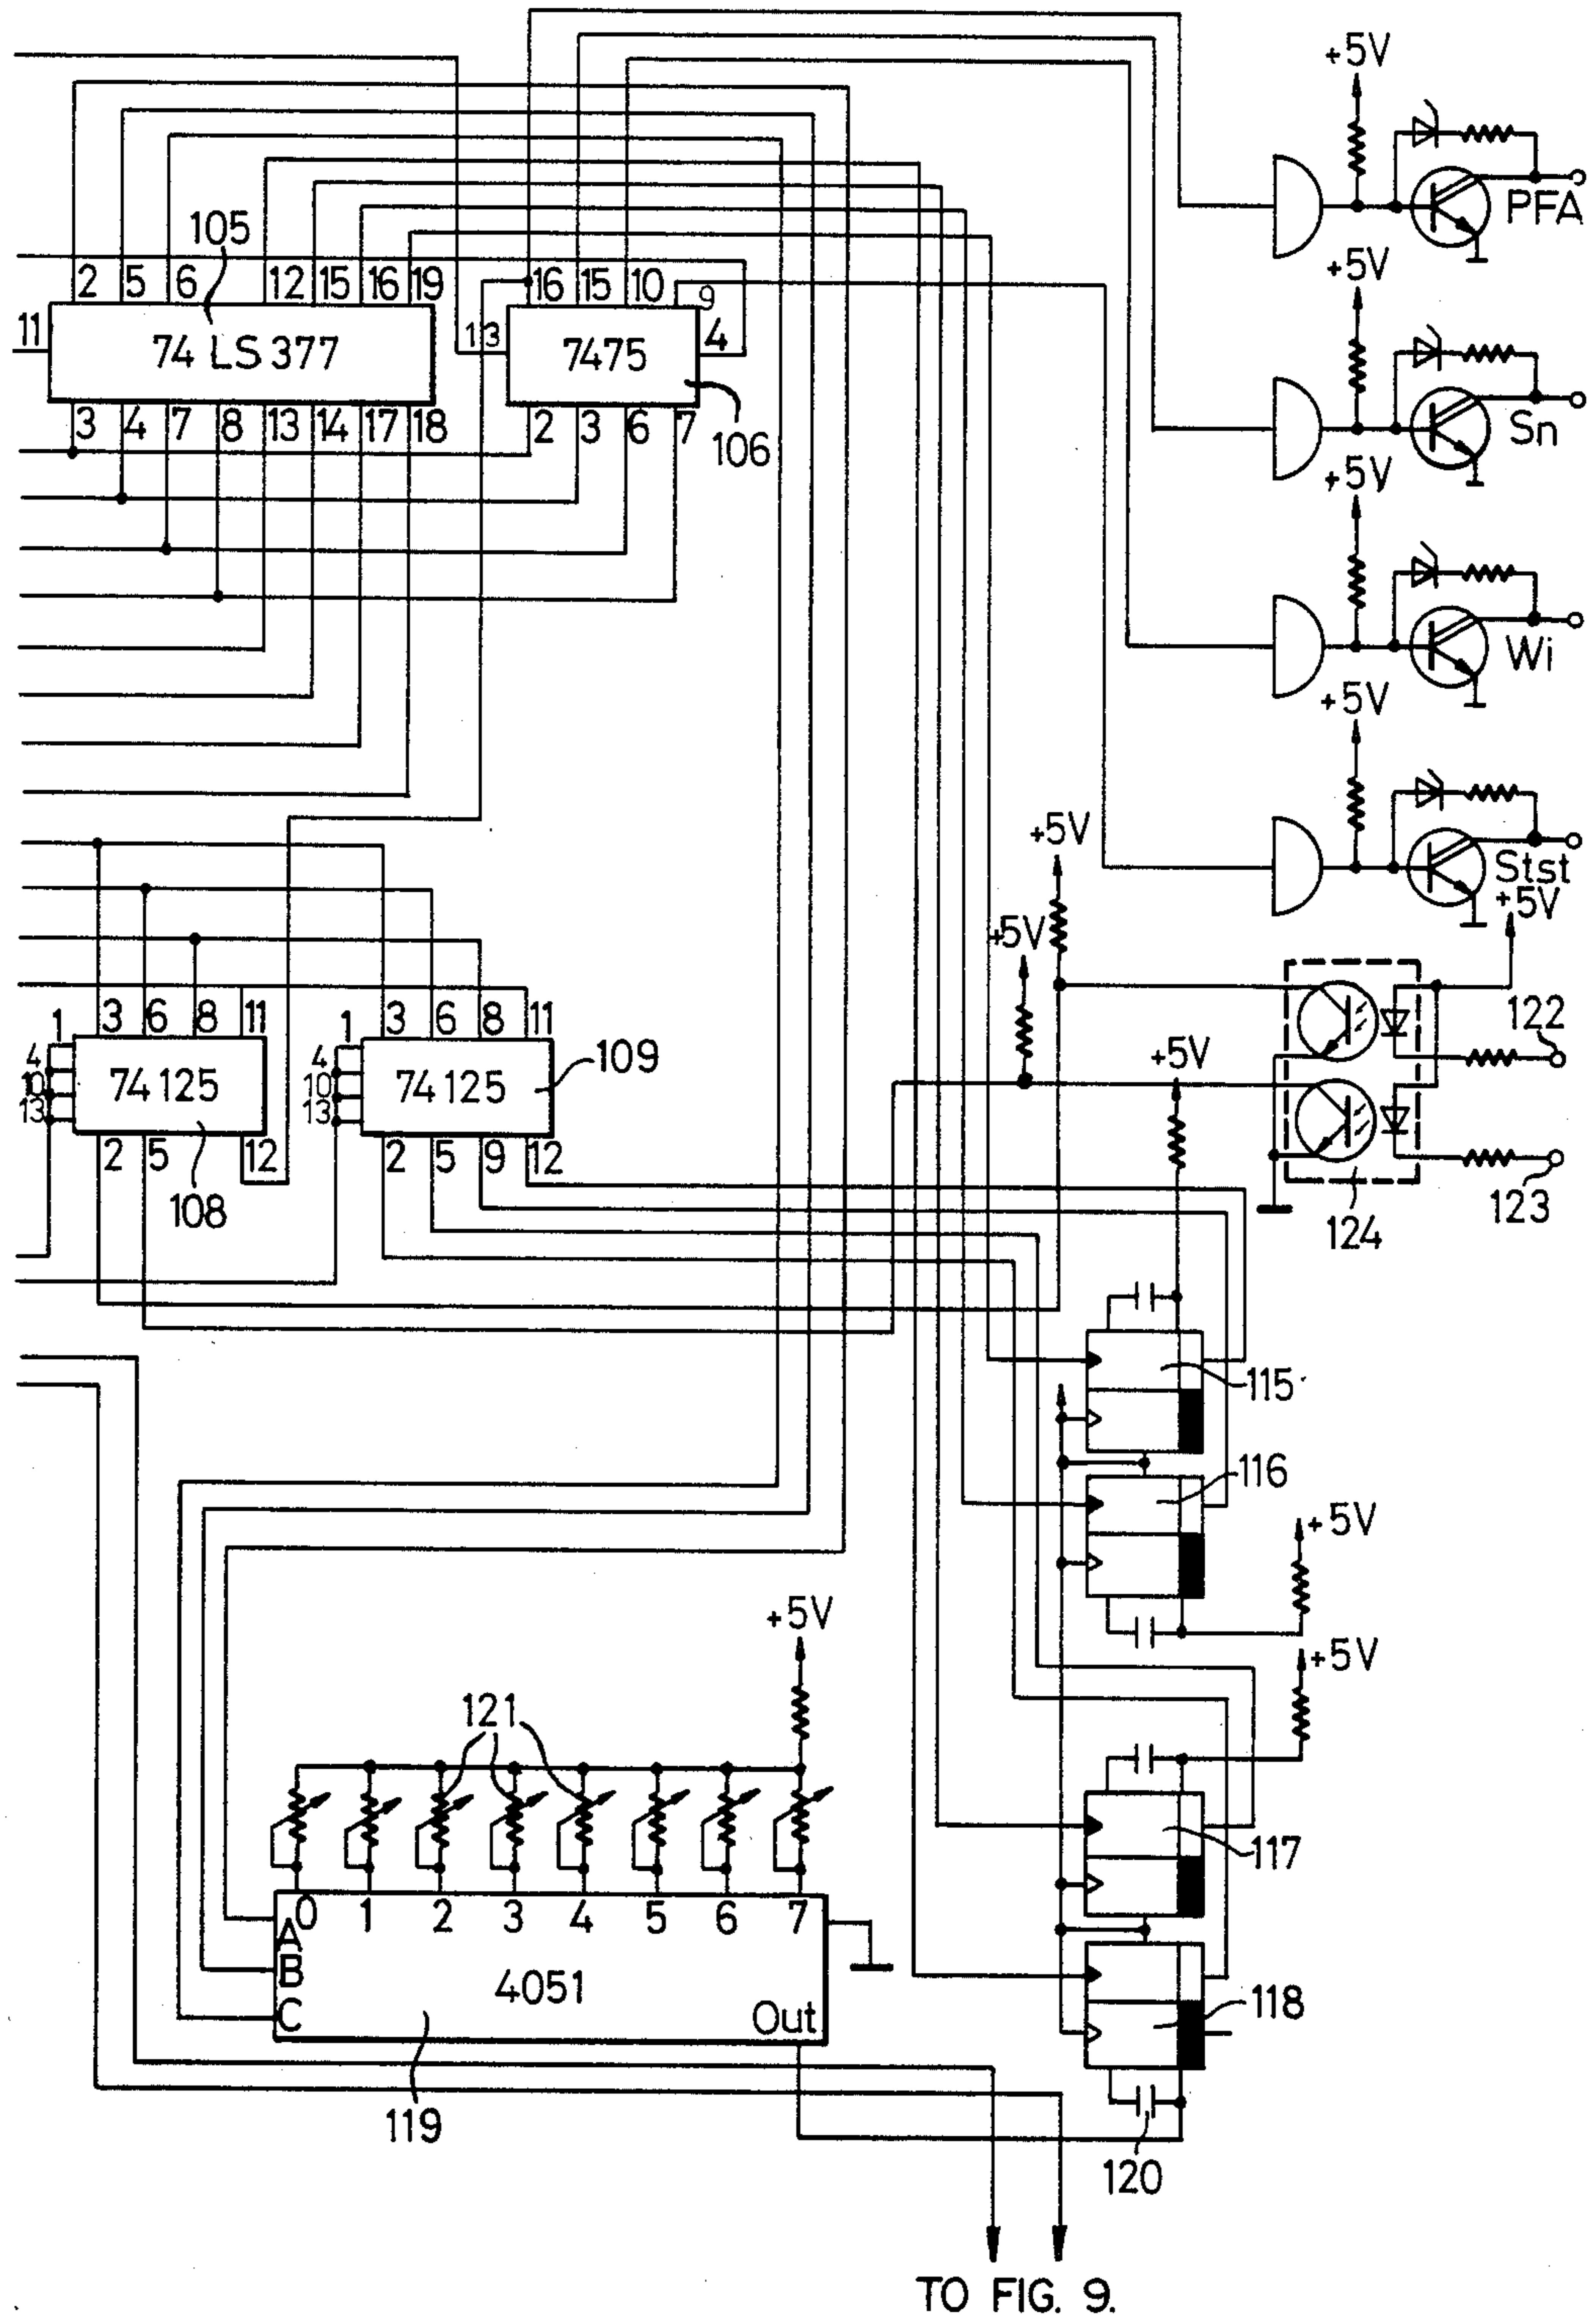 +5V
PFA
105
+5V
2 5 6 12 15 16 19
16 15 10 9
11
74 LS 377
13
7475
4
3 4 7 8 13 14 17 18
2 3 6 7
106
Sn
+5V
Wi
+5V
+5V
Stst
+5V
+5V
3 6 8 11
3 6 8 11
122
1
4
10
13
74 125
1
4
10
13
74 125
109
+5V
2 5 12
2 5 9 12
108
124
123
115
116
+5V
+5V
+5V
121
117
0 1 2 3 4 5 6 7
A
B
C
4051
Out
118
119
120
TO FIG. 9.